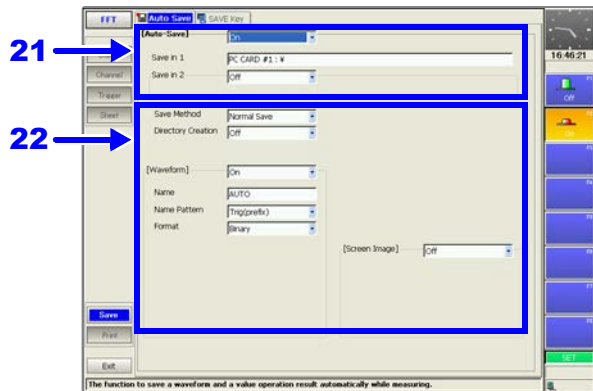 FFT
Auto Save
SAVE Key
21
[Auto-Save]
On
Save in 1
PC CARD #1 : ¥
Save in 2
Off
16:46:21
Channel
Trigger
Sheet
Off
On
22
Save Method
Normal Save
Directory Creation
Off
[Waveform]
On
Name
AUTO
Name Pattern
Trig(prefix)
Format
Binary
[Screen Image]
Off
Save
Print
Exit
SET
The function to save a waveform and a value operation result automatically while measuring.